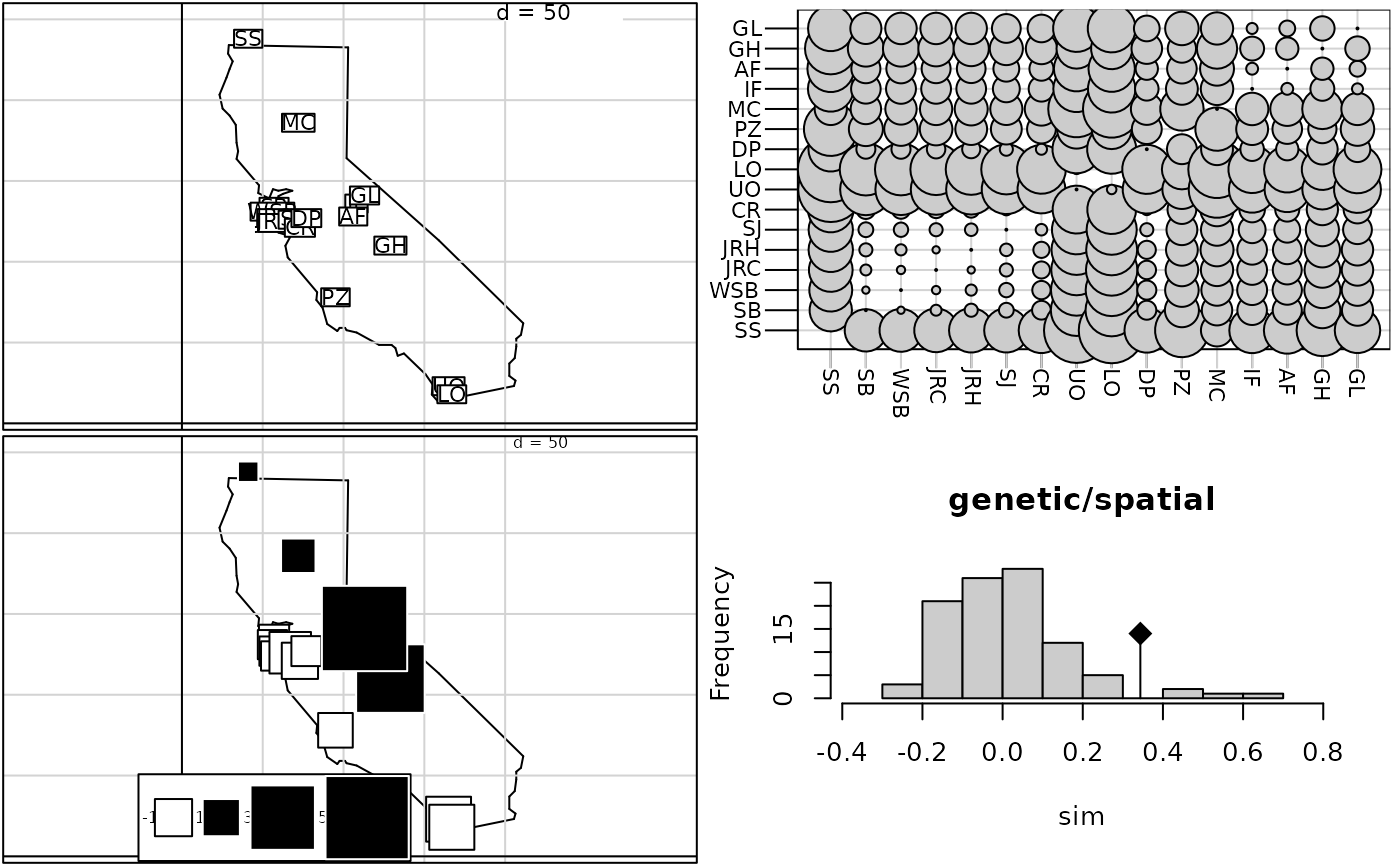 d = 50
SS
MC
GL
AF
DP
CR
GH
PZ
LO
GL
GH
AF
IF
MC
PZ
DP
LO
UO
CR
SJ
JRH
JRC
WSB
SB
SS
SS SB WSB JRC JRH SJ CR UO LO DP PZ MC IF AF GH GL
d = 50
genetic/spatial
Frequency
0 15
-0.4 -0.2 0.0 0.2 0.4 0.6 0.8
sim